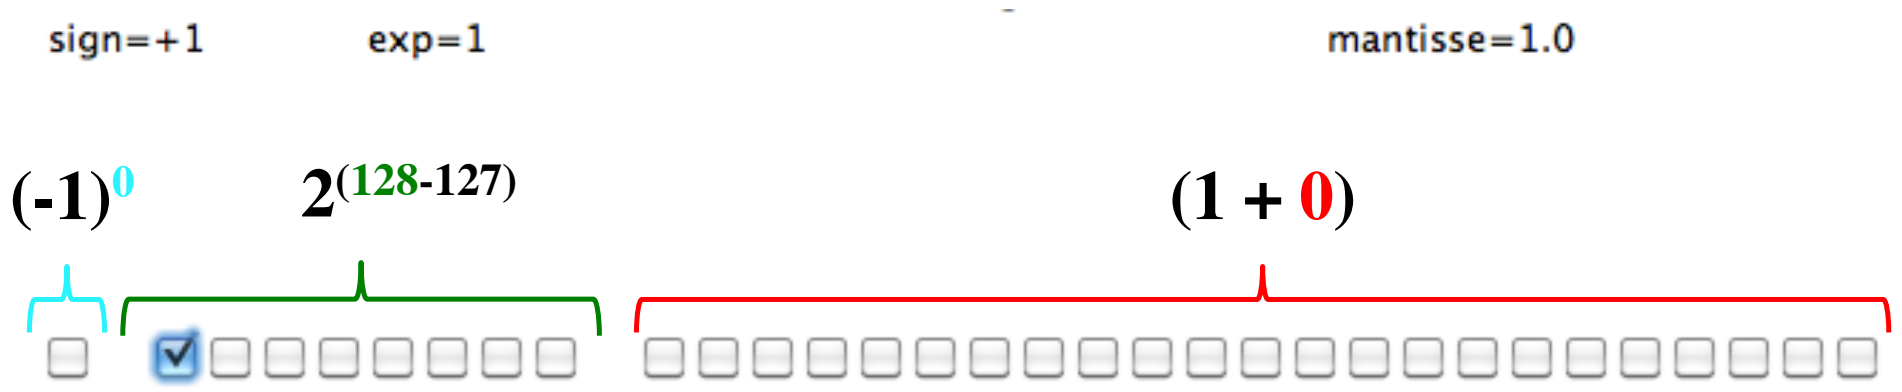 sign=+1 exp=1 mantisse=1.0
(-1)⁰ 2⁽¹²⁸⁻¹²⁷⁾ (1 + 0)